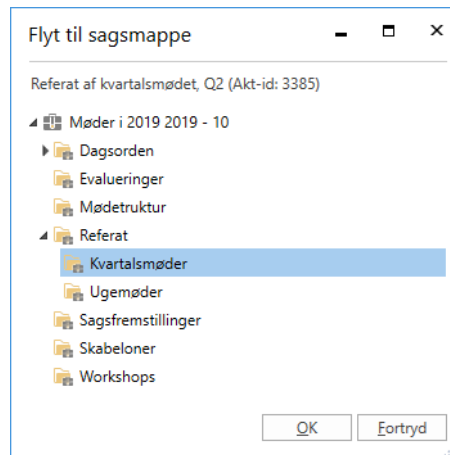 Flyt til sagsmappe
Referat af kvartalsmødet, Q2 (Akt-id: 3385)
Møder i 2019 2019 - 10
Dagsorden
Evalueringer
Mødetruktur
Referat
Kvartalsmøder
Ugemøder
Sagsfremstillinger
Skabeloner
Workshops
OK Fortryd